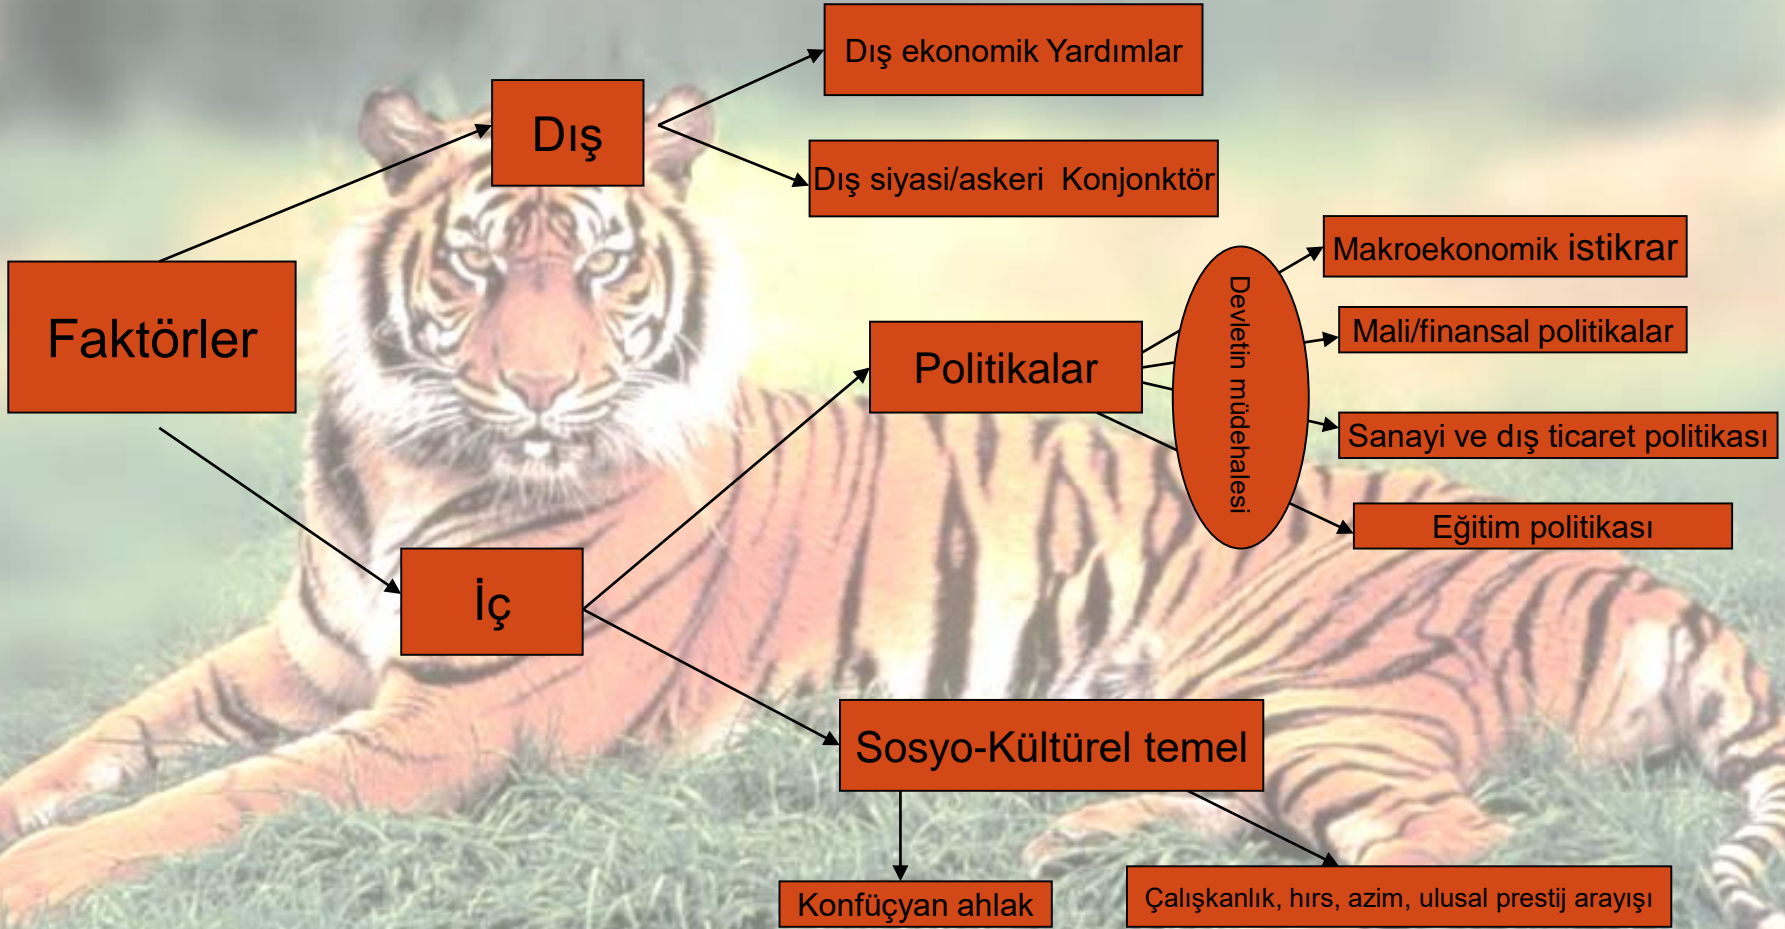 Dış ekonomik Yardımlar
Dış
Dış siyasi/askeri Konjonktör
Makroekonomik istikrar
Faktörler
Devletin müdehalesi
Mali/finansal politikalar
Politikalar
Sanayi ve dış ticaret politikası
Eğitim politikası
İç
Sosyo-Kültürel temel
Konfüçyan ahlak
Çalışkanlık, hırs, azim, ulusal prestij arayışı